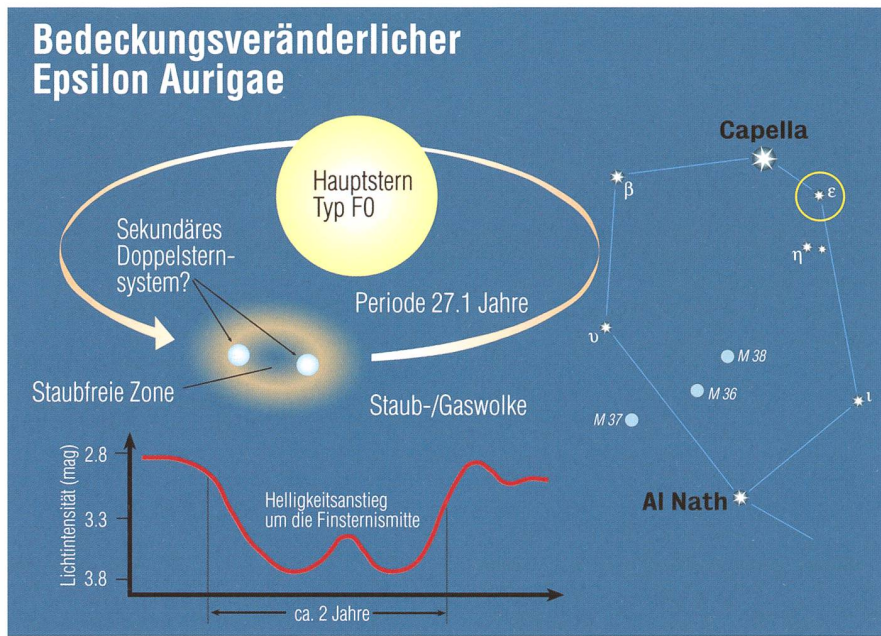 Bedeckungsveränderlicher
Epsilon Aurigae
Hauptstern
Typ F0
Sekundäres
Doppelstern-
system?
Periode 27.1 Jahre
Staubfreie Zone
Staub-/Gaswolke
Capella
β
ε
η
υ
M 38
M 36
M 37
ι
Al Nath
Lichtintensität (mag)
2.8
3.3
3.8
Helligkeitsanstieg
um die Finsternismitte
ca. 2 Jahre